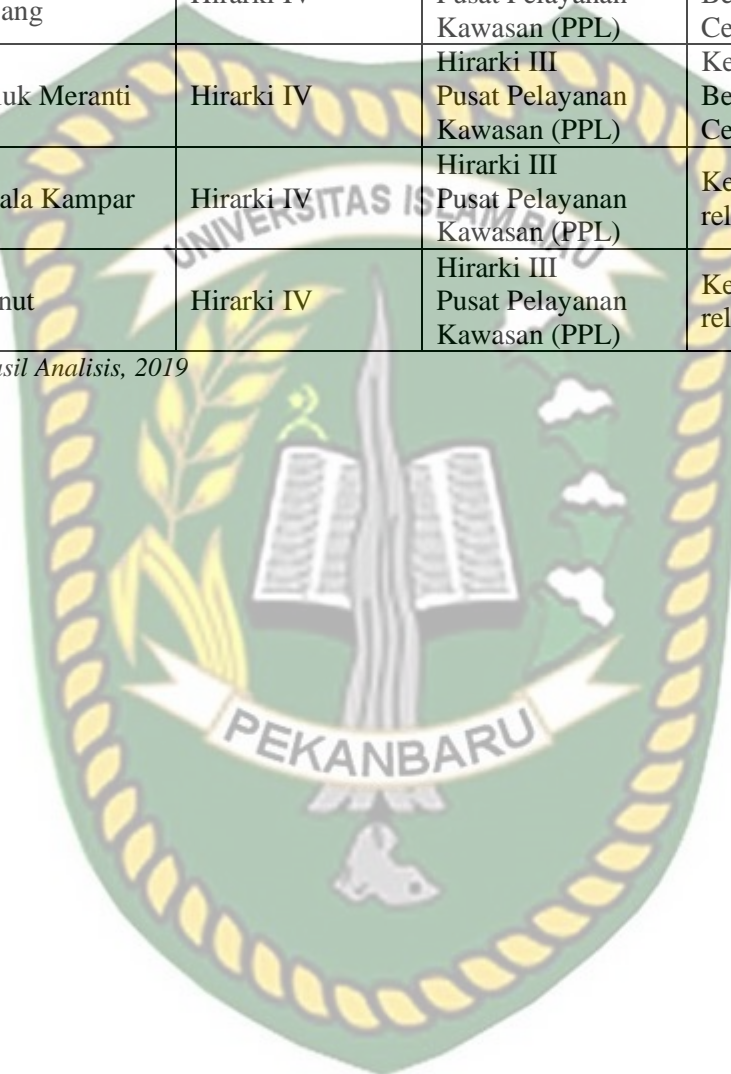 ang Hirarki IV Pusat Pelayanan
Kawasan (PPL) Ce
luk Meranti Hirarki IV Hirarki III
Pusat Pelayanan
Kawasan (PPL) Ke
Be
Ce
ala Kampar Hirarki IV Hirarki III
Pusat Pelayanan
Kawasan (PPL) Ke
rel
nut Hirarki IV Hirarki III
Pusat Pelayanan
Kawasan (PPL) Ke
rel
sil Analisis, 2019
UNIVERSITAS ISLAM RIAU
PEKANBARU